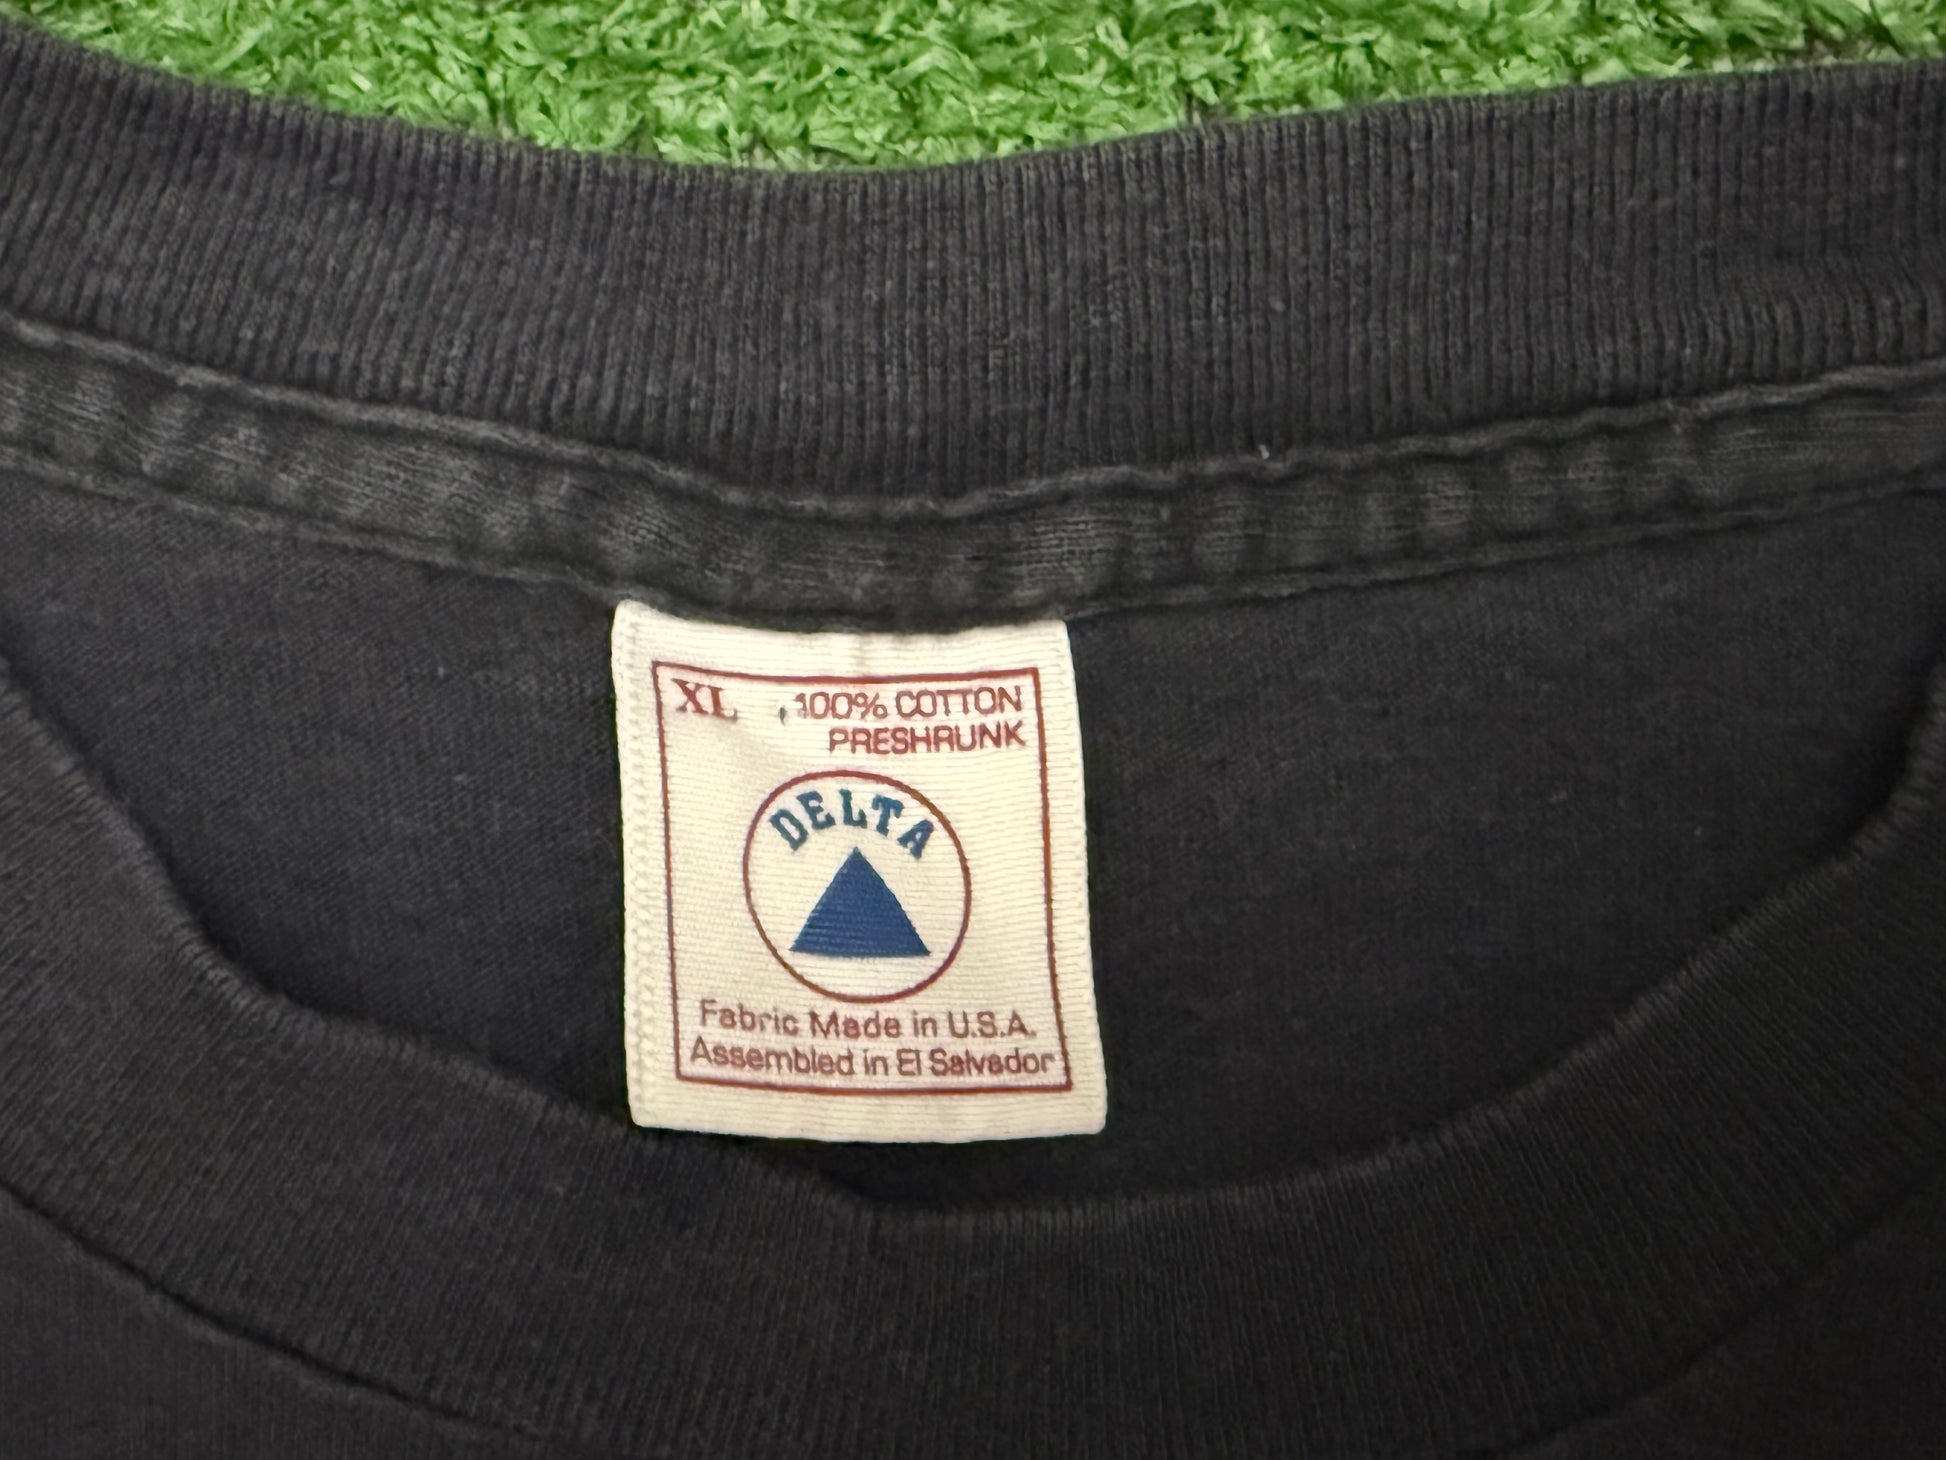 XL 100% COTTON
PRESHRUNK
DELTA
Fabric Made in U.S.A.
Assembled in El Salvador